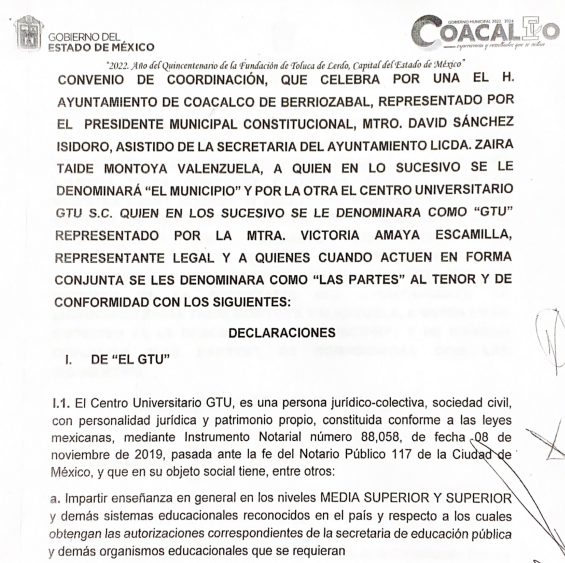 GOBIERNO DEL
ESTADO DE MÉXICO
GOBIERNO MUNICIPAL 2022 2024
COACALCO
experiencia y resultados que se notan
"2022. Año del Quincentenario de la Fundación de Toluca de Lerdo, Capital del Estado de México"
CONVENIO DE COORDINACIÓN, QUE CELEBRA POR UNA EL H.
AYUNTAMIENTO DE COACALCO DE BERRIOZABAL, REPRESENTADO POR
EL PRESIDENTE MUNICIPAL CONSTITUCIONAL, MTRO. DAVID SÁNCHEZ
ISIDORO, ASISTIDO DE LA SECRETARIA DEL AYUNTAMIENTO LICDA. ZAIRA
TAIDE MONTOYA VALENZUELA, A QUIEN EN LO SUCESIVO SE LE
DENOMINARÁ "EL MUNICIPIO" Y POR LA OTRA EL CENTRO UNIVERSITARIO
GTU S.C. QUIEN EN LOS SUCESIVO SE LE DENOMINARA COMO "GTU"
REPRESENTADO POR LA MTRA. VICTORIA AMAYA ESCAMILLA,
REPRESENTANTE LEGAL Y A QUIENES CUANDO ACTUEN EN FORMA
CONJUNTA SE LES DENOMINARA COMO "LAS PARTES" AL TENOR Y DE
CONFORMIDAD CON LOS SIGUIENTES:
DECLARACIONES
I. DE "EL GTU"
I.1. El Centro Universitario GTU, es una persona jurídico-colectiva, sociedad civil,
con personalidad jurídica y patrimonio propio, constituida conforme a las leyes
mexicanas, mediante Instrumento Notarial número 88,058, de fecha 08 de
noviembre de 2019, pasada ante la fe del Notario Público 117 de la Ciudad de
México, y que en su objeto social tiene, entre otros:
a. Impartir enseñanza en general en los niveles MEDIA SUPERIOR Y SUPERIOR
y demás sistemas educacionales reconocidos en el país y respecto a los cuales
obtengan las autorizaciones correspondientes de la secretaria de educación pública
y demás organismos educacionales que se requieran